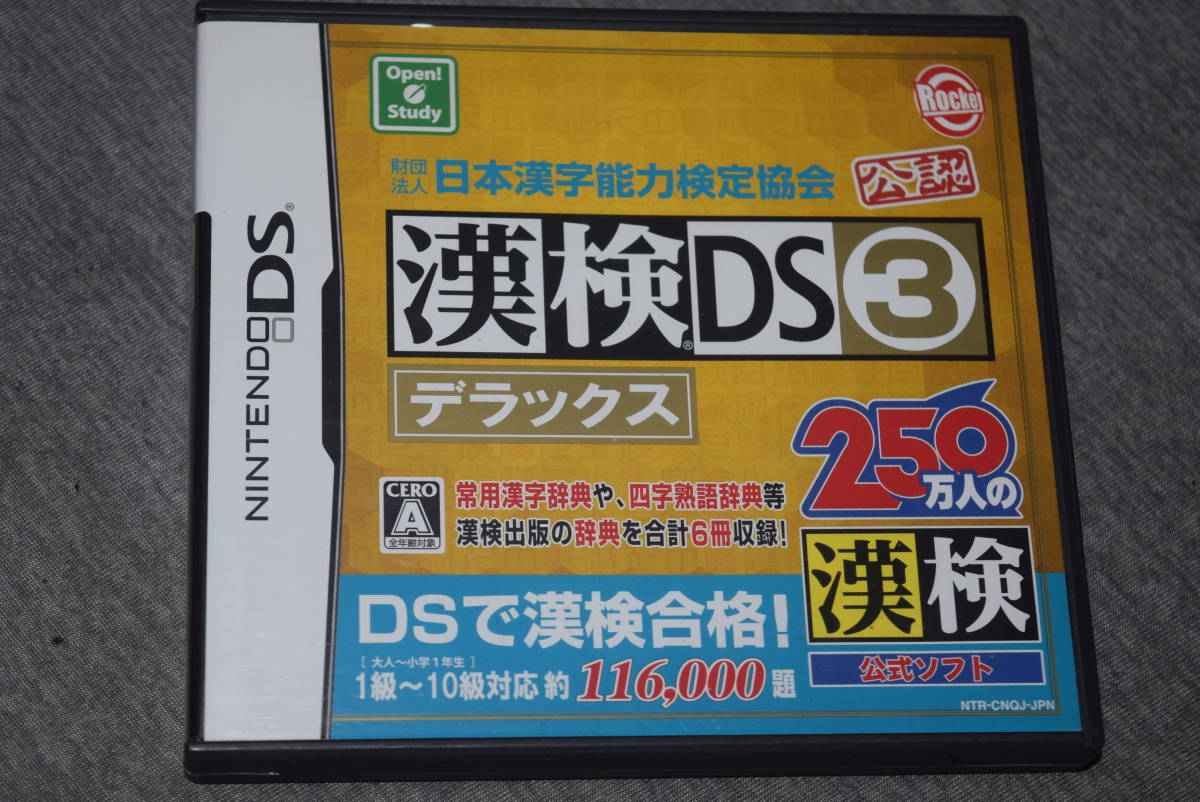 NINTENDO DS®
Open!
Study
Rocket
財団法人 日本漢字能力検定協会 公認
漢検®DS3
デラックス
250万人の
漢検
公式ソフト
CERO
A
全年齢対象
常用漢字辞典や、四字熟語辞典等
漢検出版の辞典を合計6冊収録!
DSで漢検合格!
[ 大人〜小学1年生 ]
1級〜10級対応 約116,000題
NTR-CNQJ-JPN